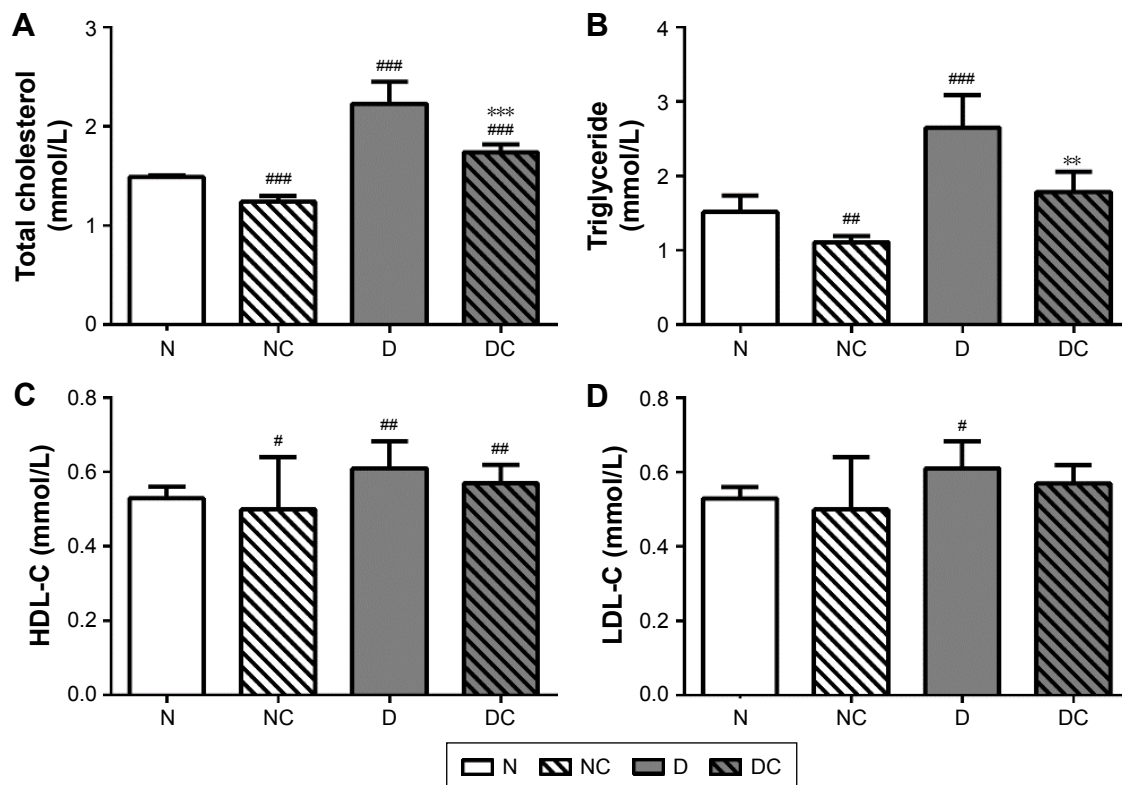 A
Total cholesterol
(mmol/L)
3
2
1
0
###
###
***
###
N NC D DC
B
Triglyceride
(mmol/L)
4
3
2
1
0
##
###
**
N NC D DC
C
HDL-C (mmol/L)
0.8
0.6
0.4
0.2
0.0
#
##
##
N NC D DC
D
LDL-C (mmol/L)
0.8
0.6
0.4
0.2
0.0
#
N NC D DC
N NC D DC